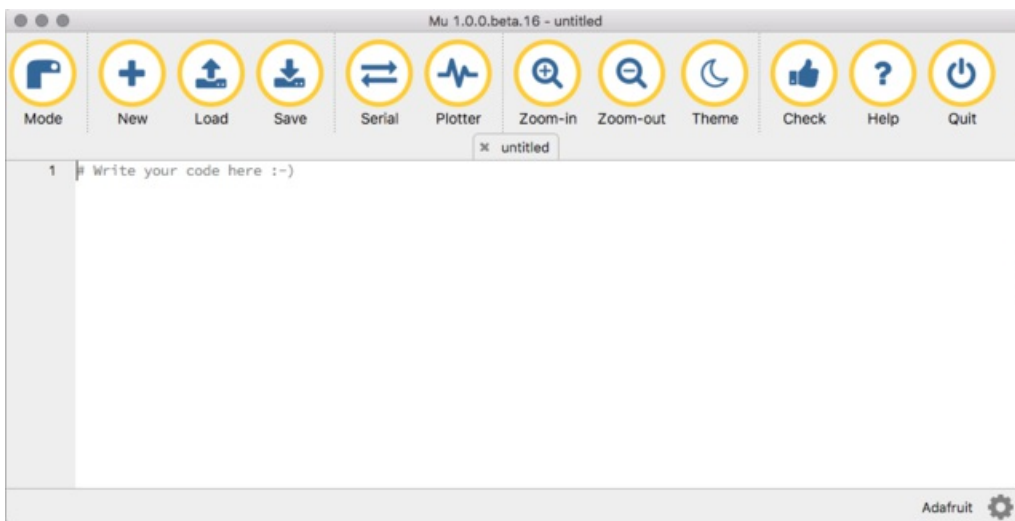 Mu 1.0.0.beta.16 - untitled
Mode New Load Save Serial Plotter Zoom-in Zoom-out Theme Check Help Quit
untitled
1 # Write your code here :-)
Adafruit